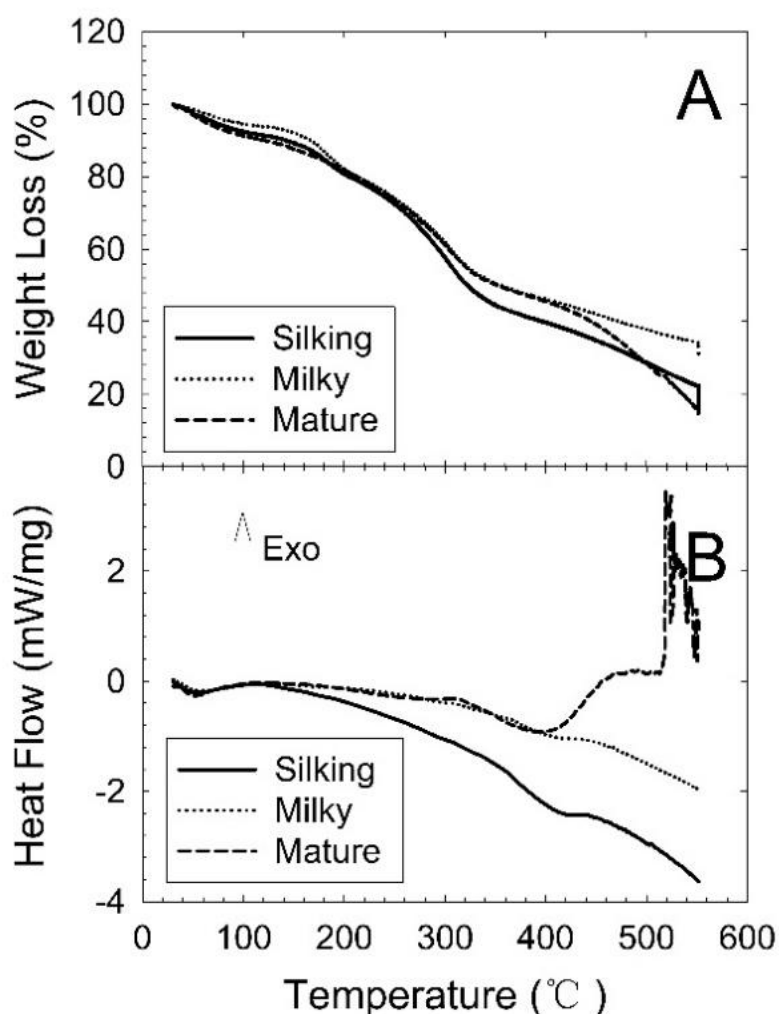 120
100
80
60
40
20
0
Weight Loss (%)
A
Silking
Milky
Mature
2
0
-2
-4
Heat Flow (mW/mg)
Exo
B
Silking
Milky
Mature
0 100 200 300 400 500 600
Temperature (℃)